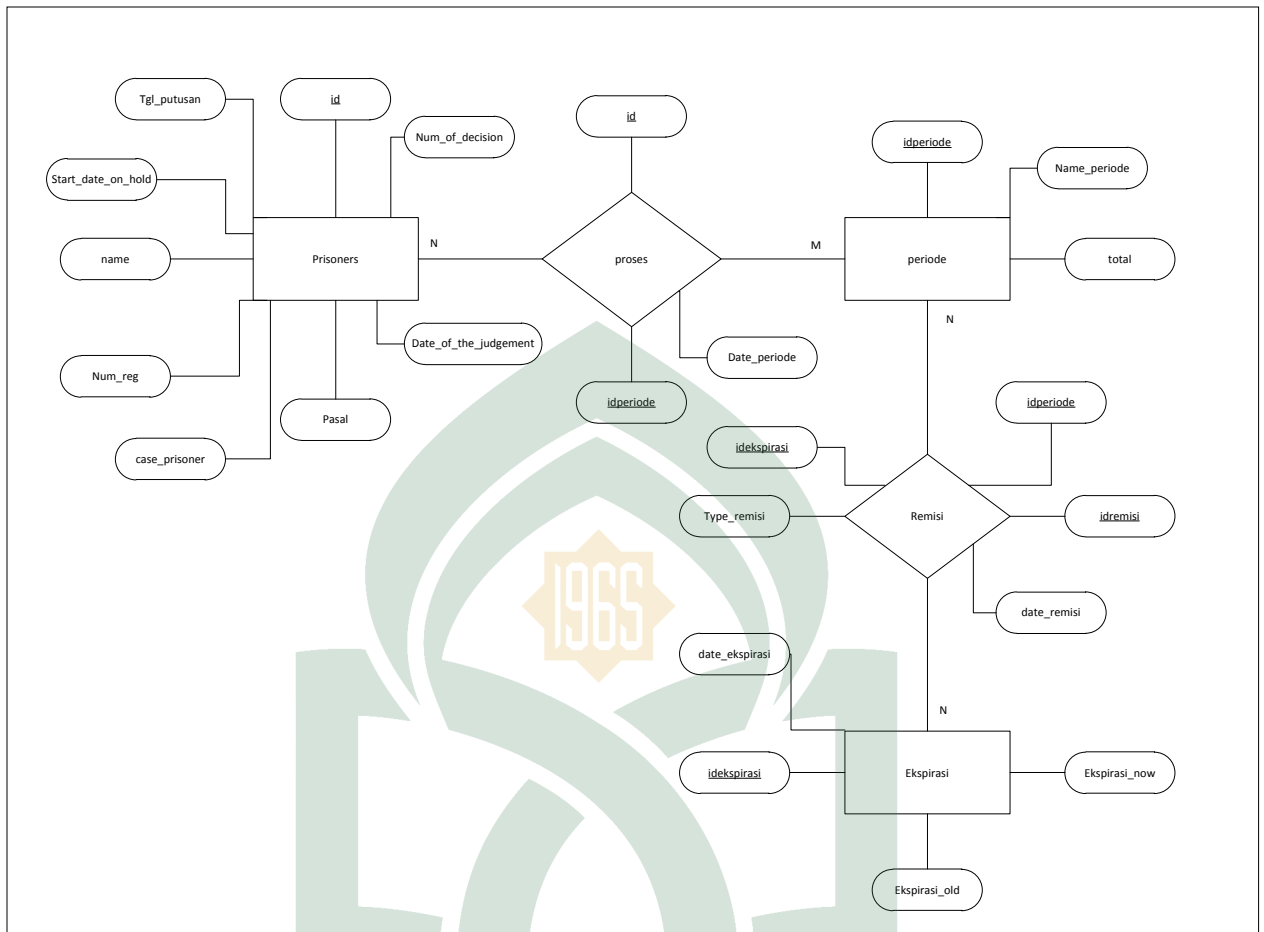 Tgl_putusan
id
Num_of_decision
Start_date_on_hold
name
Prisoners
Num_reg
Date_of_the_judgement
Pasal
case_prisoner
N
id
proses
M
Date_periode
idperiode
idperiode
Name_periode
periode
total
N
idperiode
idekspirasi
Type_remisi
Remisi
idremisi
date_remisi
1965
date_ekspirasi
N
idekspirasi
Ekspirasi
Ekspirasi_now
Ekspirasi_old